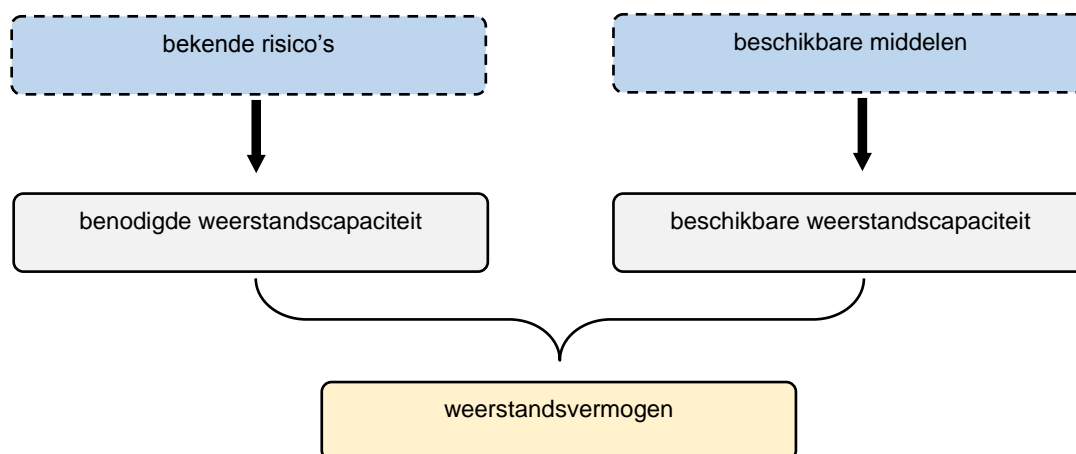 bekende risico’s
beschikbare middelen
benodigde weerstandscapaciteit
beschikbare weerstandscapaciteit
weerstandsvermogen